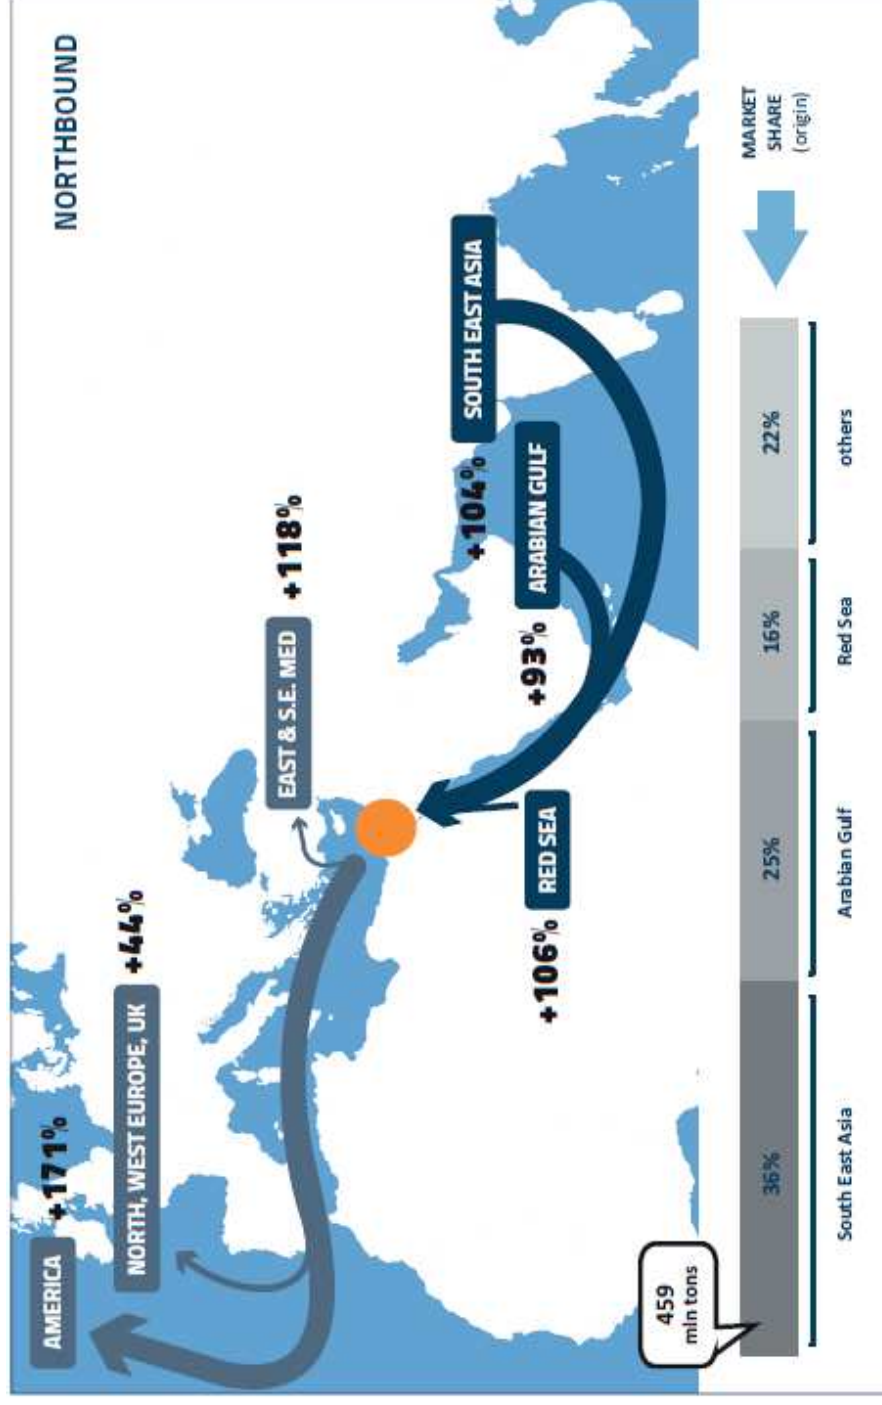 NORTHBOUND
AMERICA
+171%
NORTH, WEST EUROPE, UK
+44%
EAST & S.E. MED
+118%
SOUTH EAST ASIA
+104%
ARABIAN GULF
+93%
RED SEA
+106%
459
mln tons
36%
25%
16%
22%
South East Asia
Arabian Gulf
Red Sea
others
MARKET
SHARE
(origin)